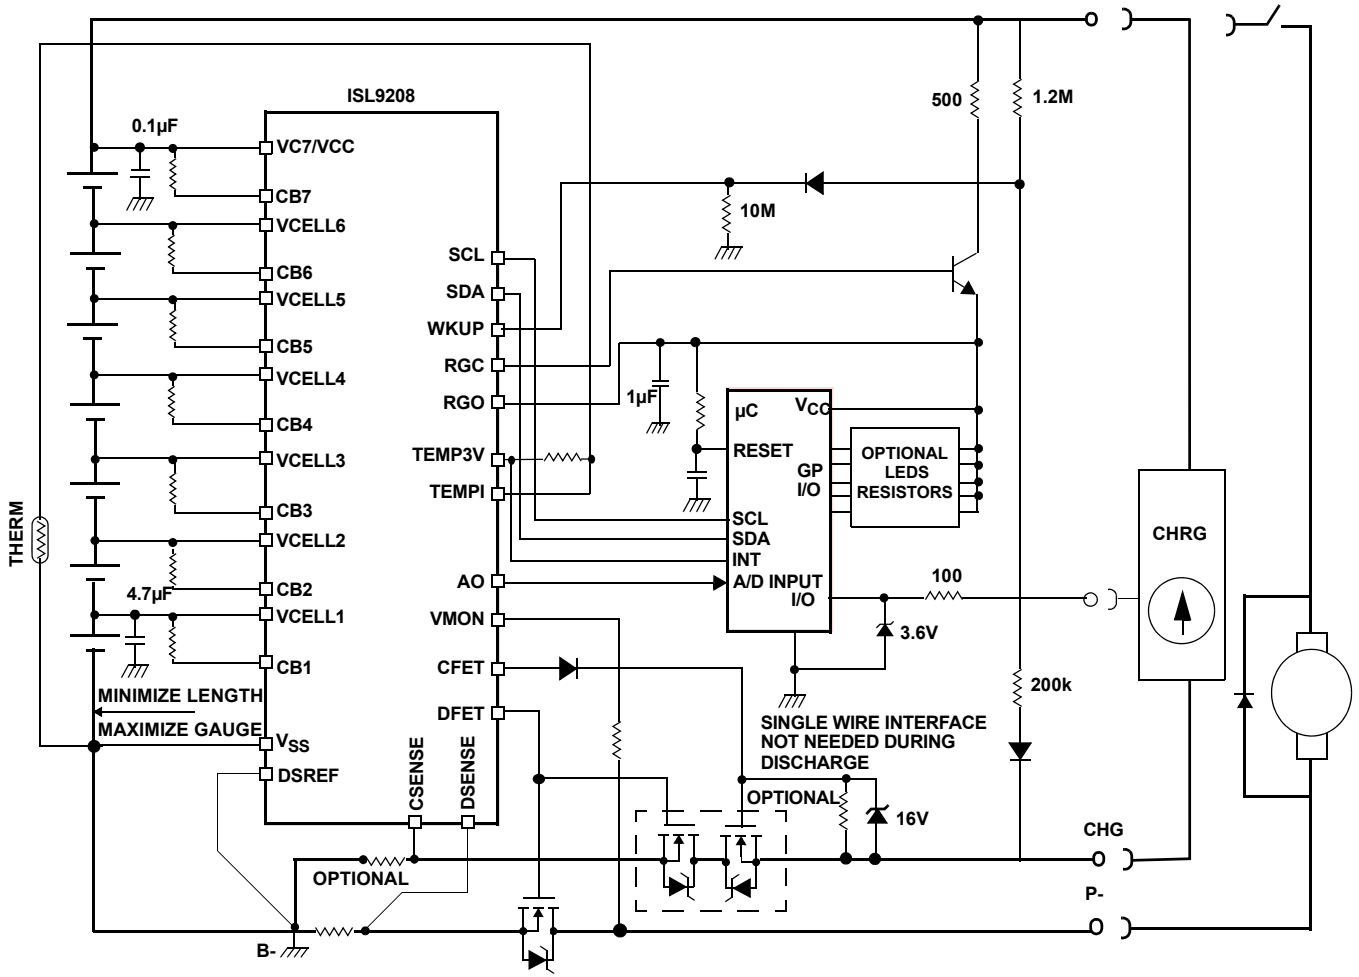 ISL9208
0.1µF
VC7/VCC
CB7
VCELL6
CB6
VCELL5
CB5
VCELL4
CB4
VCELL3
CB3
VCELL2
CB2
4.7µF
VCELL1
CB1
MINIMIZE LENGTH
MAXIMIZE GAUGE
VSS
DSREF
THERM
SCL
SDA
WKUP
RGC
RGO
TEMP3V
TEMPI
AO
VMON
CFET
DFET
CSENSE
DSENSE
OPTIONAL
B-
500
1.2M
10M
1µF
µC
VCC
RESET
GP
I/O
SCL
SDA
INT
A/D INPUT
I/O
OPTIONAL
LEDS
RESISTORS
100
3.6V
200k
SINGLE WIRE INTERFACE
NOT NEEDED DURING
DISCHARGE
OPTIONAL
16V
CHRG
CHG
P-